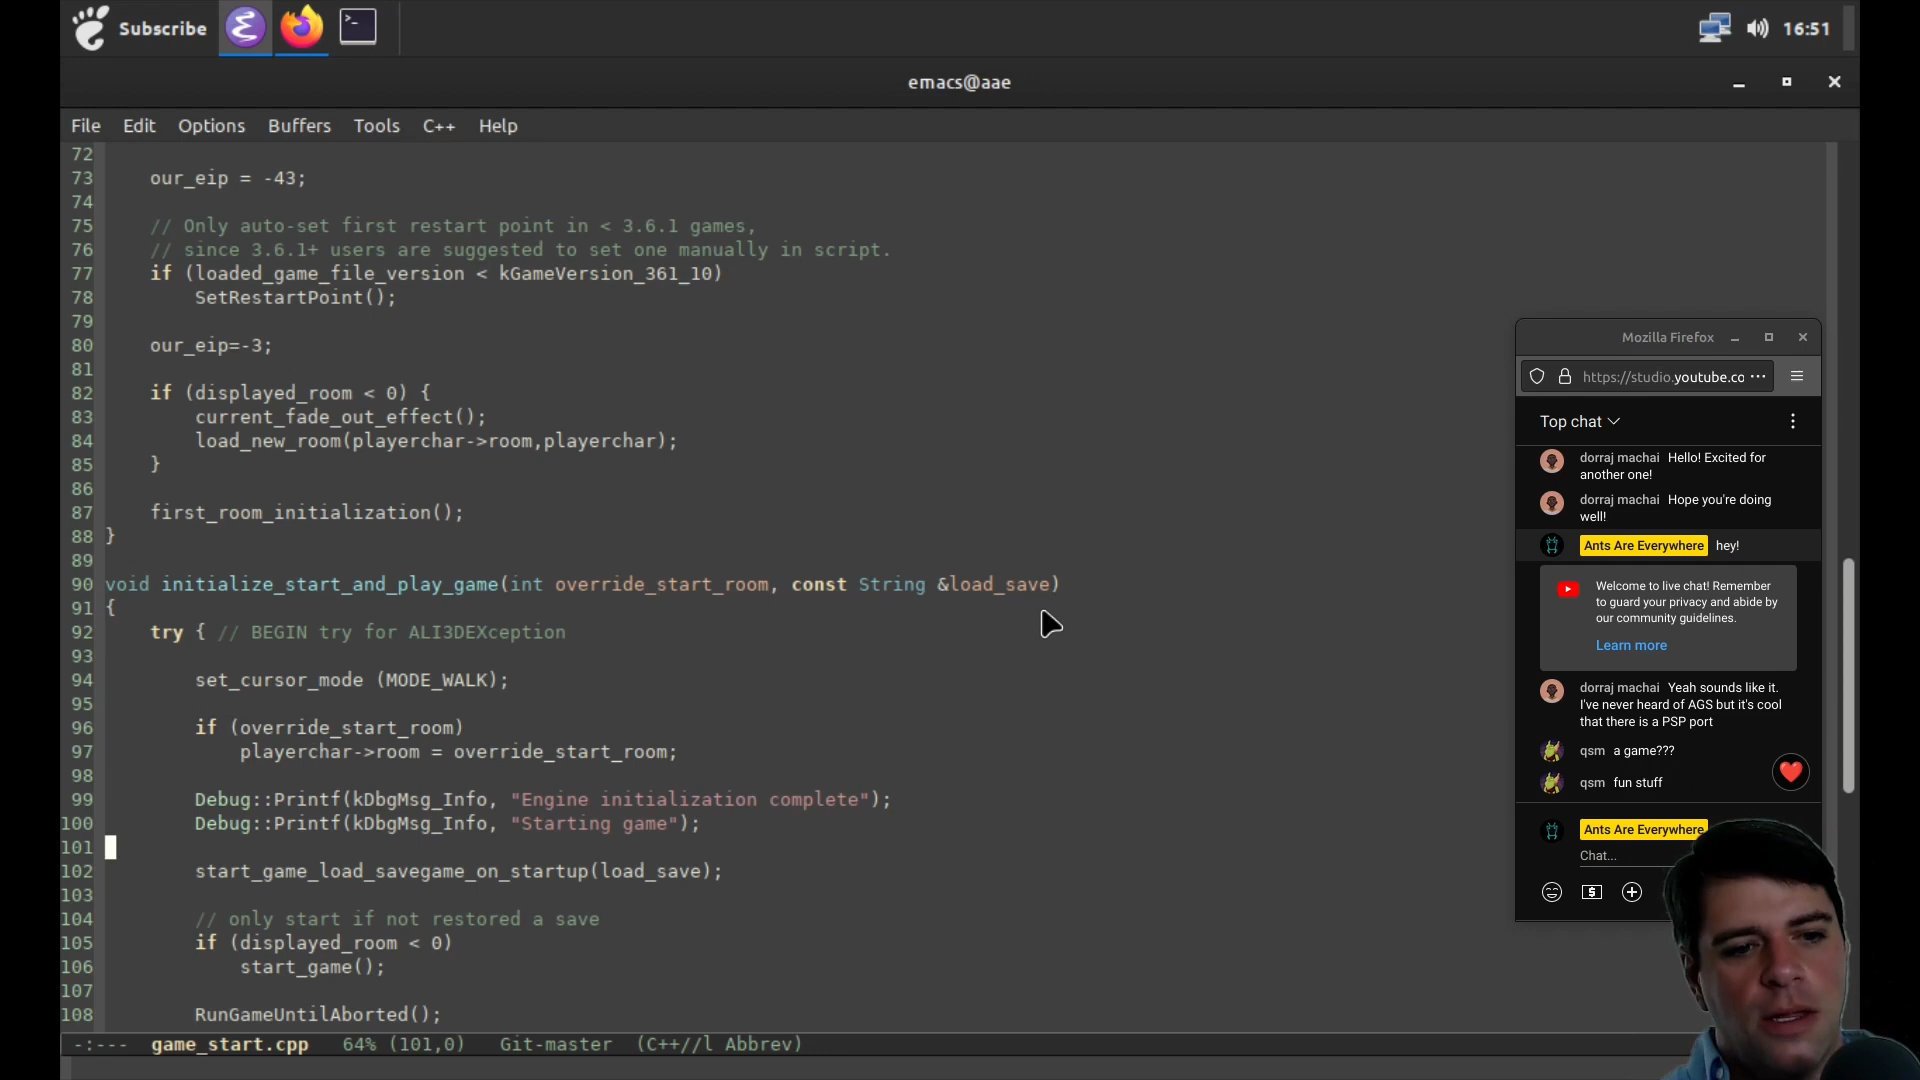 Subscribe
16:51
emacs@aae
File Edit Options Buffers Tools C++ Help
72
73 our_eip = -43;
74
75 // Only auto-set first restart point in < 3.6.1 games,
76 // since 3.6.1+ users are suggested to set one manually in script.
77 if (loaded_game_file_version < kGameVersion_361_10)
78 SetRestartPoint();
79
80 our_eip=-3;
81
82 if (displayed_room < 0) {
83 current_fade_out_effect();
84 load_new_room(playerchar->room,playerchar);
85 }
86
87 first_room_initialization();
88 }
89
90 void initialize_start_and_play_game(int override_start_room, const String &load_save)
91 {
92 try { // BEGIN try for ALI3DEXception
93
94 set_cursor_mode (MODE_WALK);
95
96 if (override_start_room)
97 playerchar->room = override_start_room;
98
99 Debug::Printf(kDbgMsg_Info, "Engine initialization complete");
100 Debug::Printf(kDbgMsg_Info, "Starting game");
101
102 start_game_load_savegame_on_startup(load_save);
103
104 // only start if not restored a save
105 if (displayed_room < 0)
106 start_game();
107
108 RunGameUntilAborted();
-:--- game_start.cpp 64% (101,0) Git-master (C++//l Abbrev)
Mozilla Firefox
https://studio.youtube.co
Top chat
dorraj machai Hello! Excited for
another one!
dorraj machai Hope you're doing
well!
Ants Are Everywhere hey!
Welcome to live chat! Remember
to guard your privacy and abide by
our community guidelines.
Learn more
dorraj machai Yeah sounds like it.
I've never heard of AGS but it's cool
that there is a PSP port
qsm a game???
qsm fun stuff
Ants Are Everywhere
Chat...